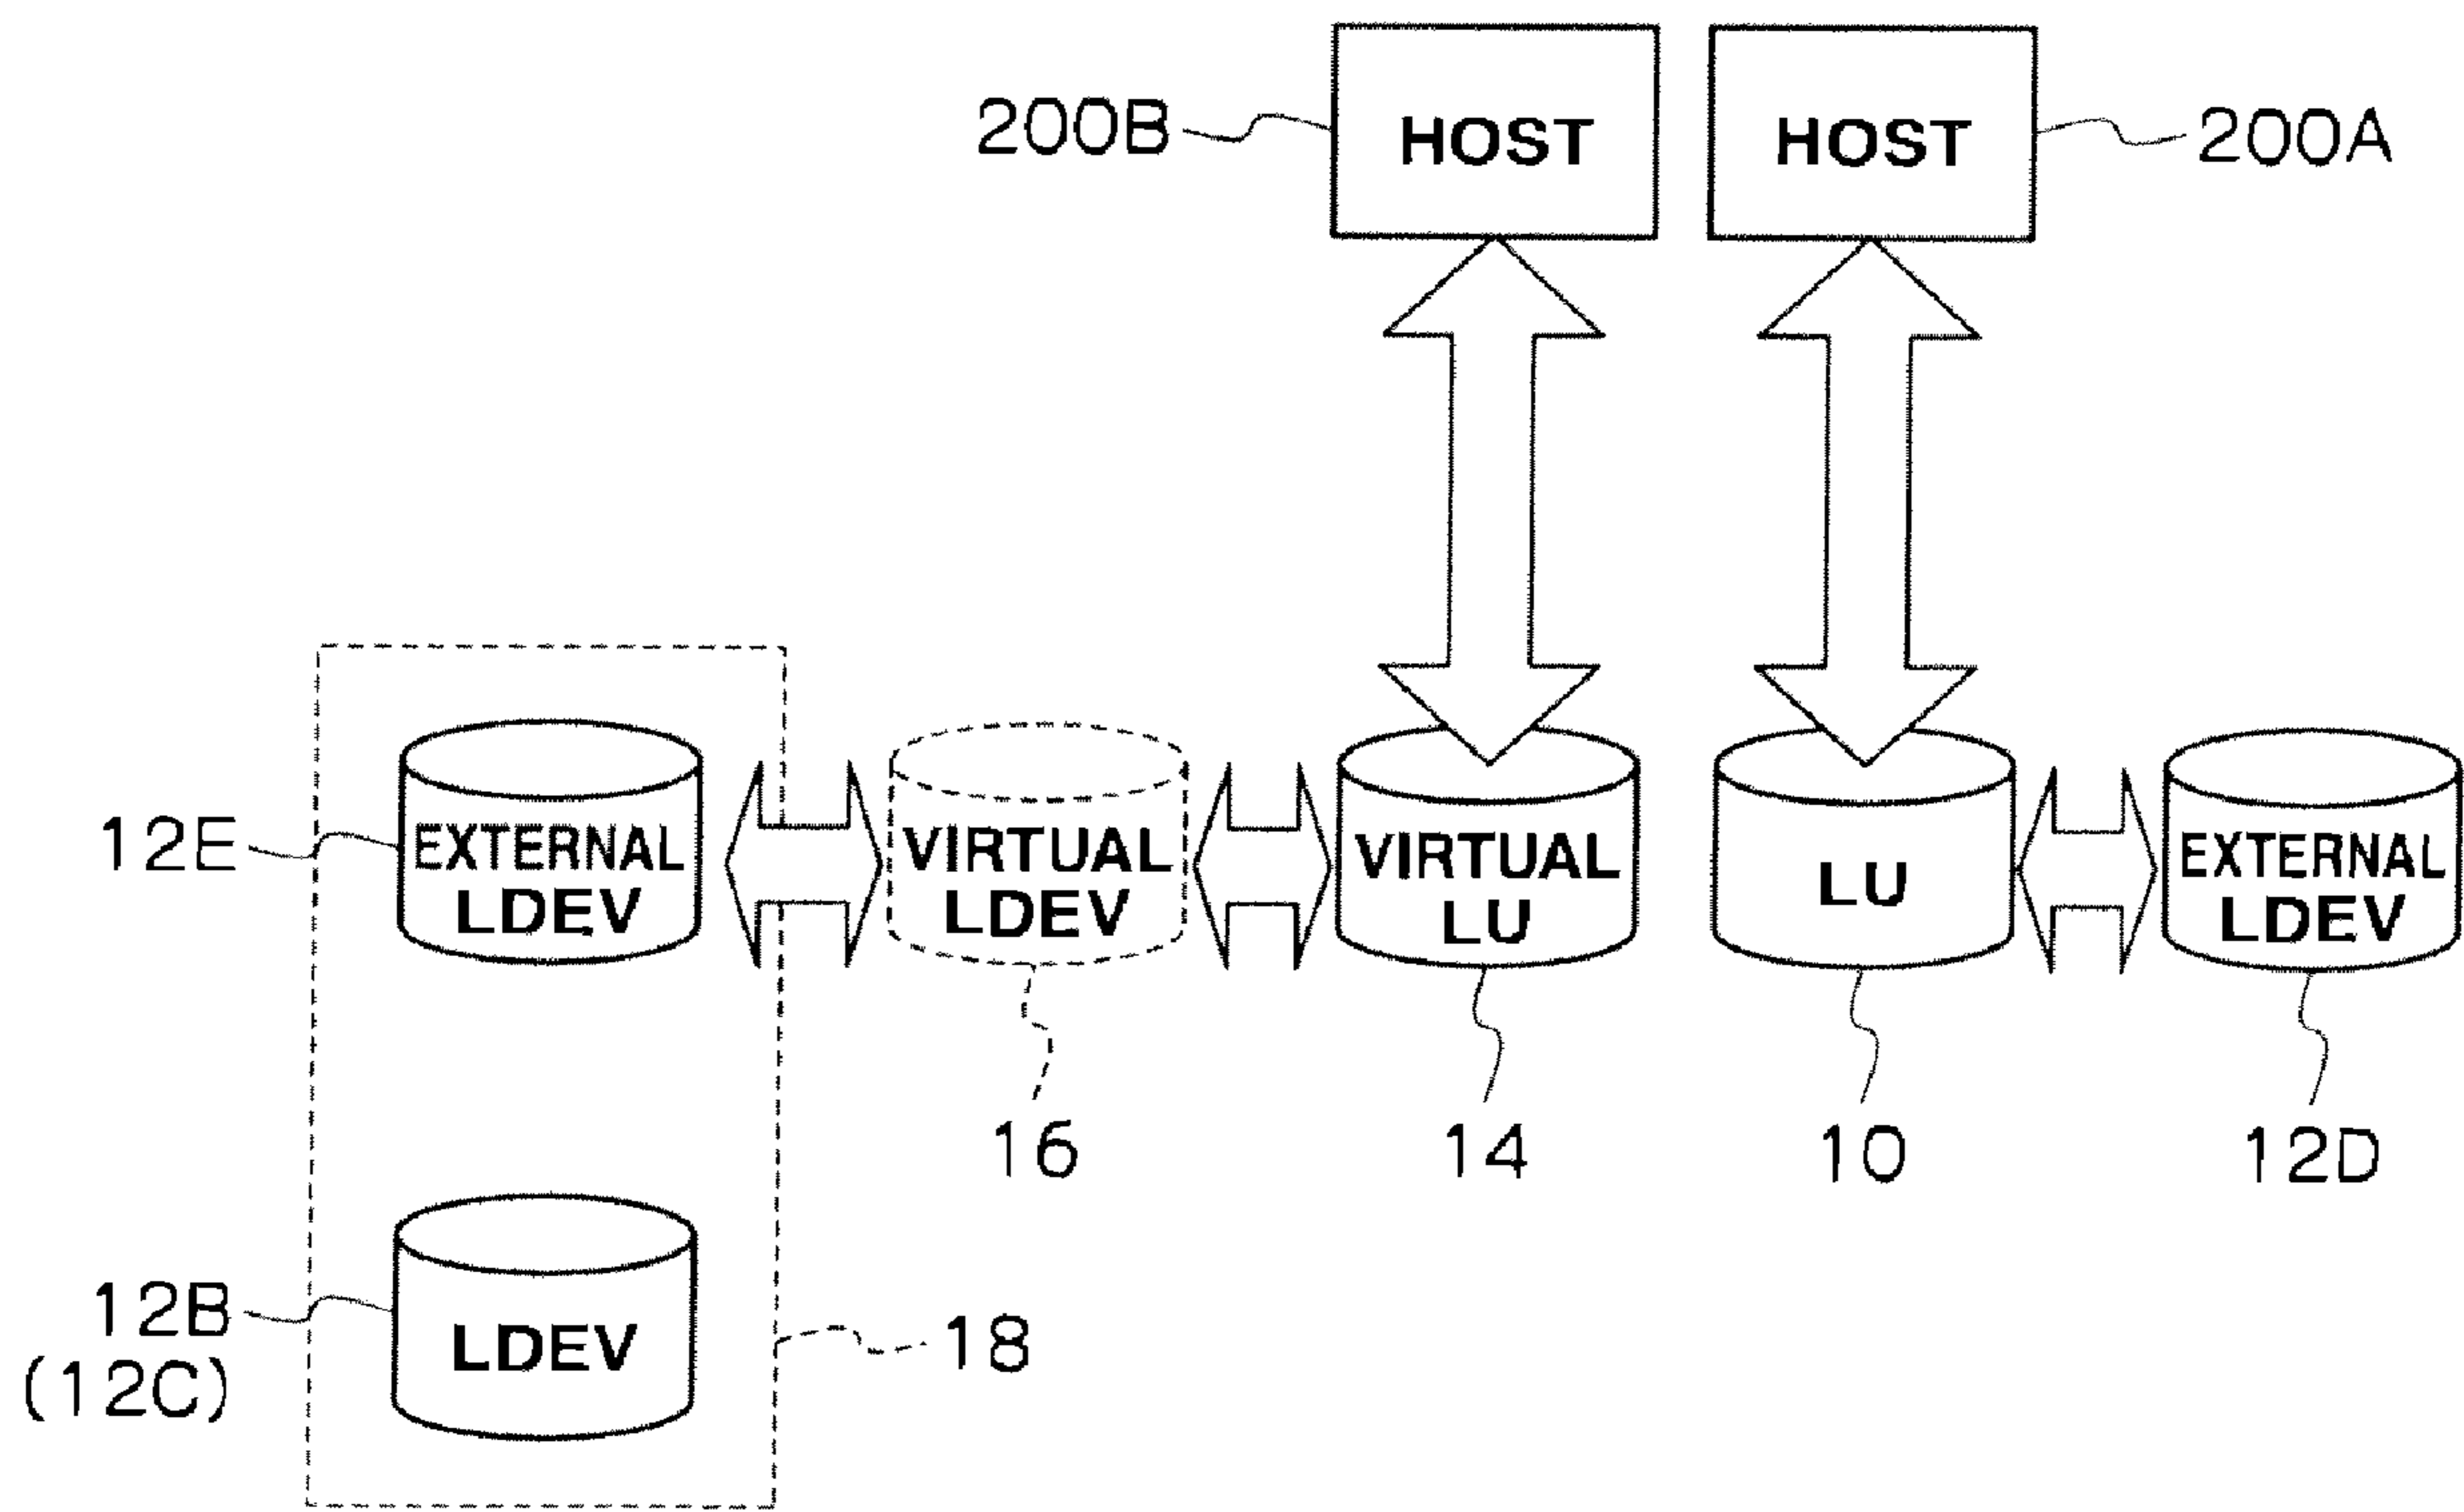 200B
HOST
HOST
200A
12E
EXTERNAL
LDEV
VIRTUAL
LDEV
VIRTUAL
LU
LU
EXTERNAL
LDEV
16
14
10
12D
12B
(12C)
LDEV
18